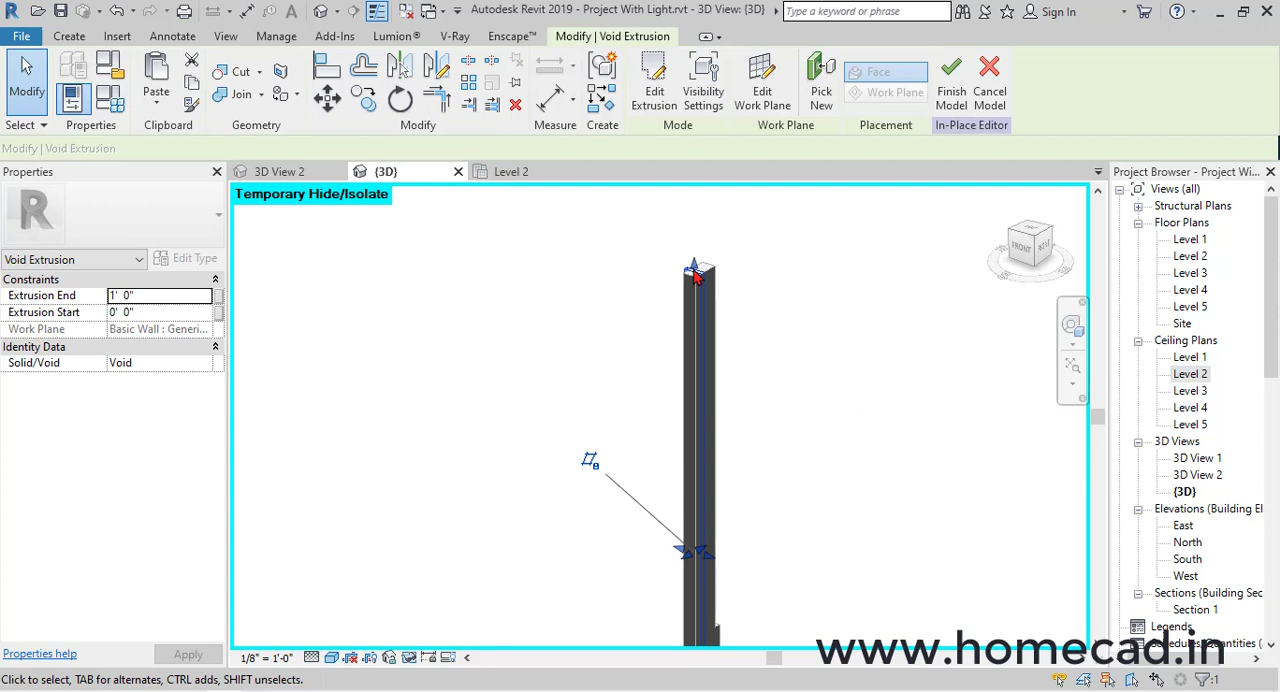 Autodesk Revit 2019 - Project With Light.rvt - 3D View: {3D}
Type a keyword or phrase
Sign In
File
Create
Insert
Annotate
View
Manage
Add-Ins
Lumion®
V-Ray
Enscape™
Modify | Void Extrusion
Modify
Paste
Cut
Join
Edit
Extrusion
Visibility
Settings
Edit
Work Plane
Pick
New
Face
Work Plane
Finish
Model
Cancel
Model
Select
Properties
Clipboard
Geometry
Modify
Measure
Create
Mode
Work Plane
Placement
In-Place Editor
Modify | Void Extrusion
Properties
3D View 2
{3D}
Level 2
Project Browser - Project Wi...
Temporary Hide/Isolate
R
Void Extrusion
Edit Type
Constraints
Extrusion End
1' 0"
Extrusion Start
0' 0"
Work Plane
Basic Wall : Generi...
Identity Data
Solid/Void
Void
FRONT
Views (all)
Structural Plans
Floor Plans
Level 1
Level 2
Level 3
Level 4
Level 5
Site
Ceiling Plans
Level 1
Level 2
Level 3
Level 4
Level 5
3D Views
3D View 1
3D View 2
{3D}
Elevations (Building El
East
North
South
West
Sections (Building Sec
Section 1
Legends
Schedules/Quantities (
Properties help
Apply
1/8" = 1'-0"
www.homecad.in
Click to select, TAB for alternates, CTRL adds, SHIFT unselects.
:1